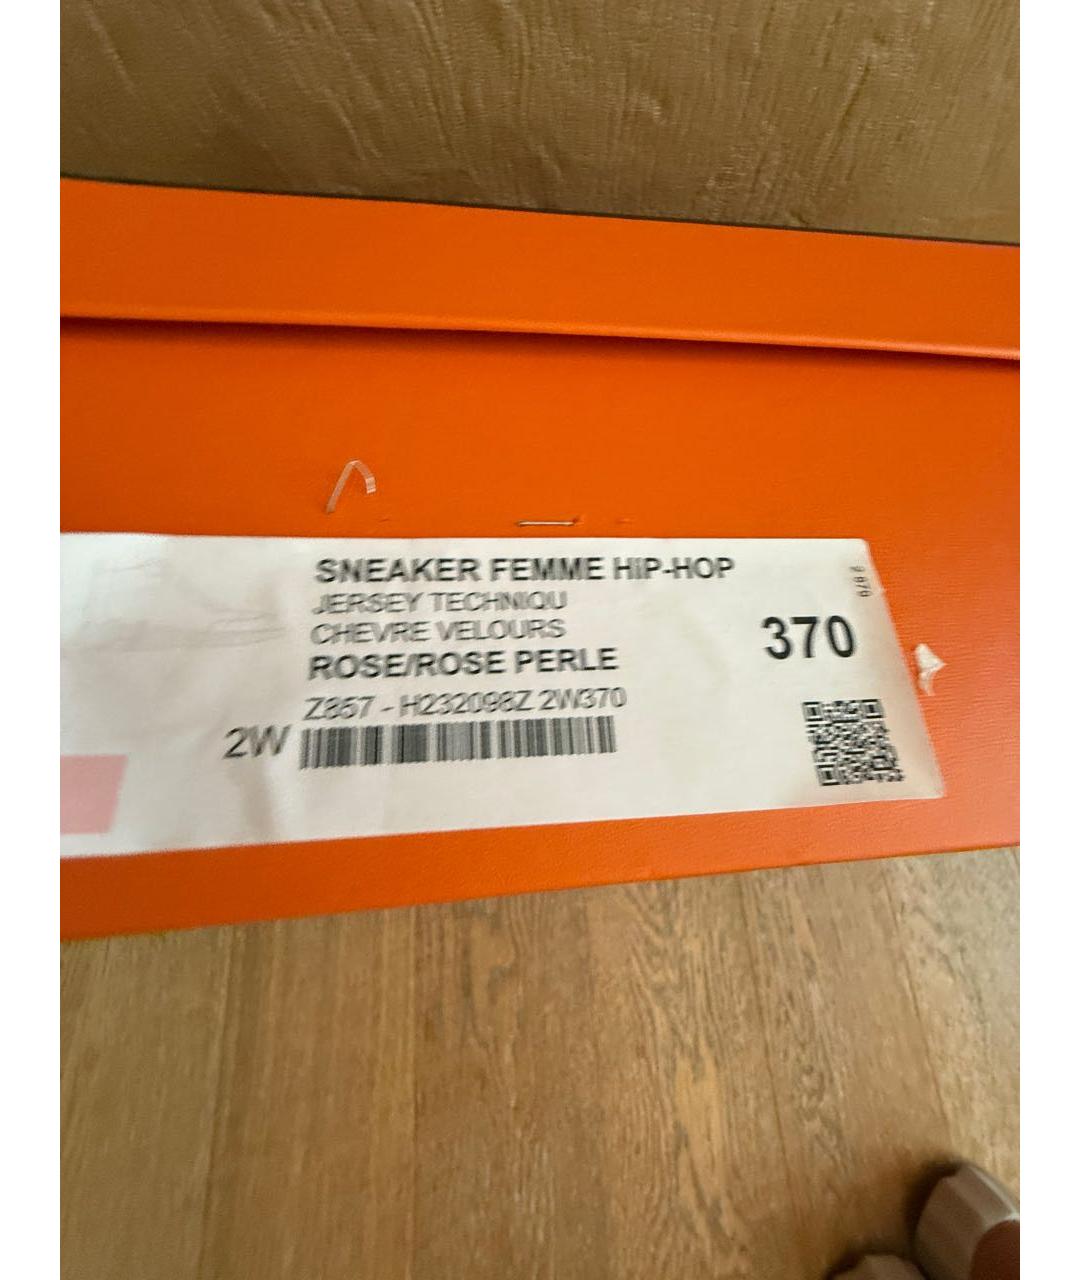 SNEAKER FEMME HIP-HOP
JERSEY TECHNIQU
CHEVRE VELOURS
ROSE/ROSE PERLE
370
Z857 - H232098Z 2W370
2W